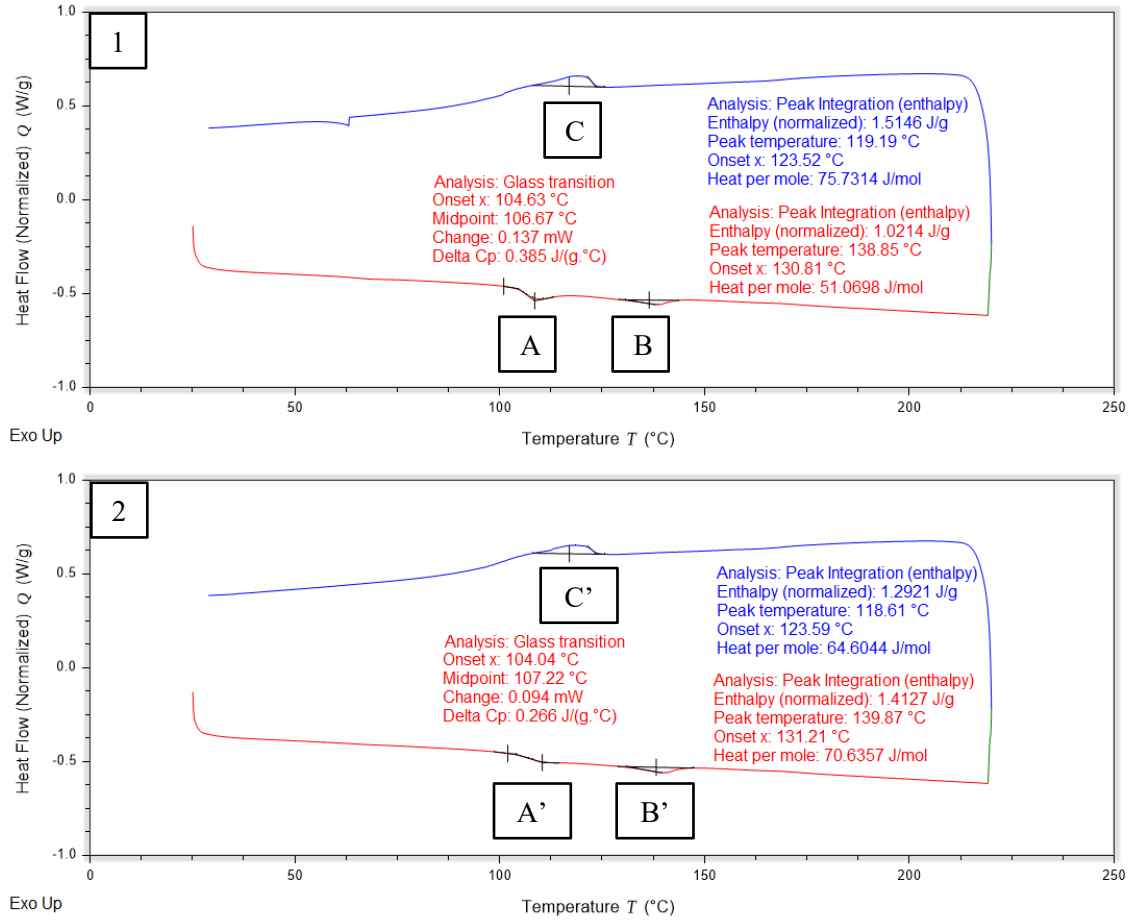 1
Heat Flow (Normalized) Q (W/g)
1.0
0.5
0.0
-0.5
-1.0
C
Analysis: Peak Integration (enthalpy)
Enthalpy (normalized): 1.5146 J/g
Peak temperature: 119.19 °C
Onset x: 123.52 °C
Heat per mole: 75.7314 J/mol
Analysis: Glass transition
Onset x: 104.63 °C
Midpoint: 106.67 °C
Change: 0.137 mW
Delta Cp: 0.385 J/(g.°C)
Analysis: Peak Integration (enthalpy)
Enthalpy (normalized): 1.0214 J/g
Peak temperature: 138.85 °C
Onset x: 130.81 °C
Heat per mole: 51.0698 J/mol
A
B
0 50 100 150 200 250
Exo Up
Temperature T (°C)
2
Heat Flow (Normalized) Q (W/g)
1.0
0.5
0.0
-0.5
-1.0
C’
Analysis: Peak Integration (enthalpy)
Enthalpy (normalized): 1.2921 J/g
Peak temperature: 118.61 °C
Onset x: 123.59 °C
Heat per mole: 64.6044 J/mol
Analysis: Glass transition
Onset x: 104.04 °C
Midpoint: 107.22 °C
Change: 0.094 mW
Delta Cp: 0.266 J/(g.°C)
Analysis: Peak Integration (enthalpy)
Enthalpy (normalized): 1.4127 J/g
Peak temperature: 139.87 °C
Onset x: 131.21 °C
Heat per mole: 70.6357 J/mol
A’
B’
0 50 100 150 200 250
Exo Up
Temperature T (°C)